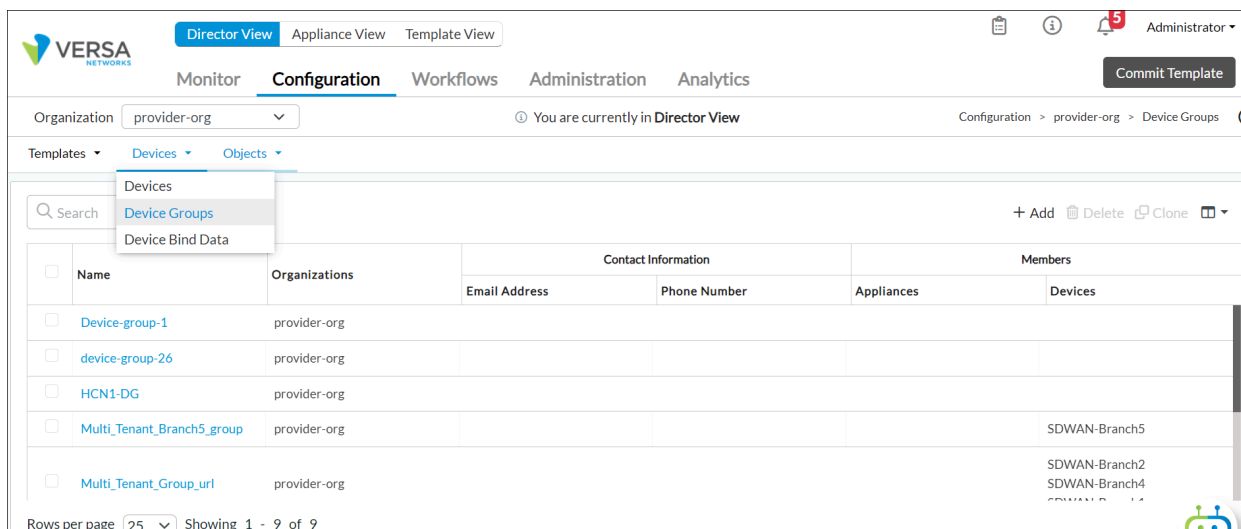 VERSA
NETWORKS
Director View Appliance View Template View
5
Administrator
Monitor Configuration Workflows Administration Analytics
Commit Template
Organization provider-org
You are currently in Director View
Configuration > provider-org > Device Groups
Templates Devices Objects
Devices
Device Groups
Device Bind Data
Search
+ Add Delete Clone
Name Organizations Contact Information Members
Email Address Phone Number Appliances Devices
Device-group-1 provider-org
device-group-26 provider-org
HCN1-DG provider-org
Multi_Tenant_Branch5_group provider-org SDWAN-Branch5
SDWAN-Branch2
Multi_Tenant_Group_url provider-org SDWAN-Branch4
Rows per page 25 Showing 1 - 9 of 9